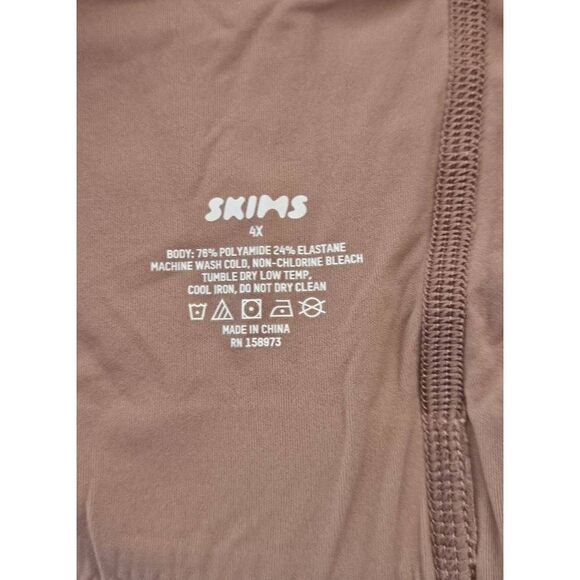 SKIMS
4X
BODY: 76% POLYAMIDE 24% ELASTANE
MACHINE WASH COLD, NON-CHLORINE BLEACH
TUMBLE DRY LOW TEMP,
COOL IRON, DO NOT DRY CLEAN
MADE IN CHINA
RN 158973